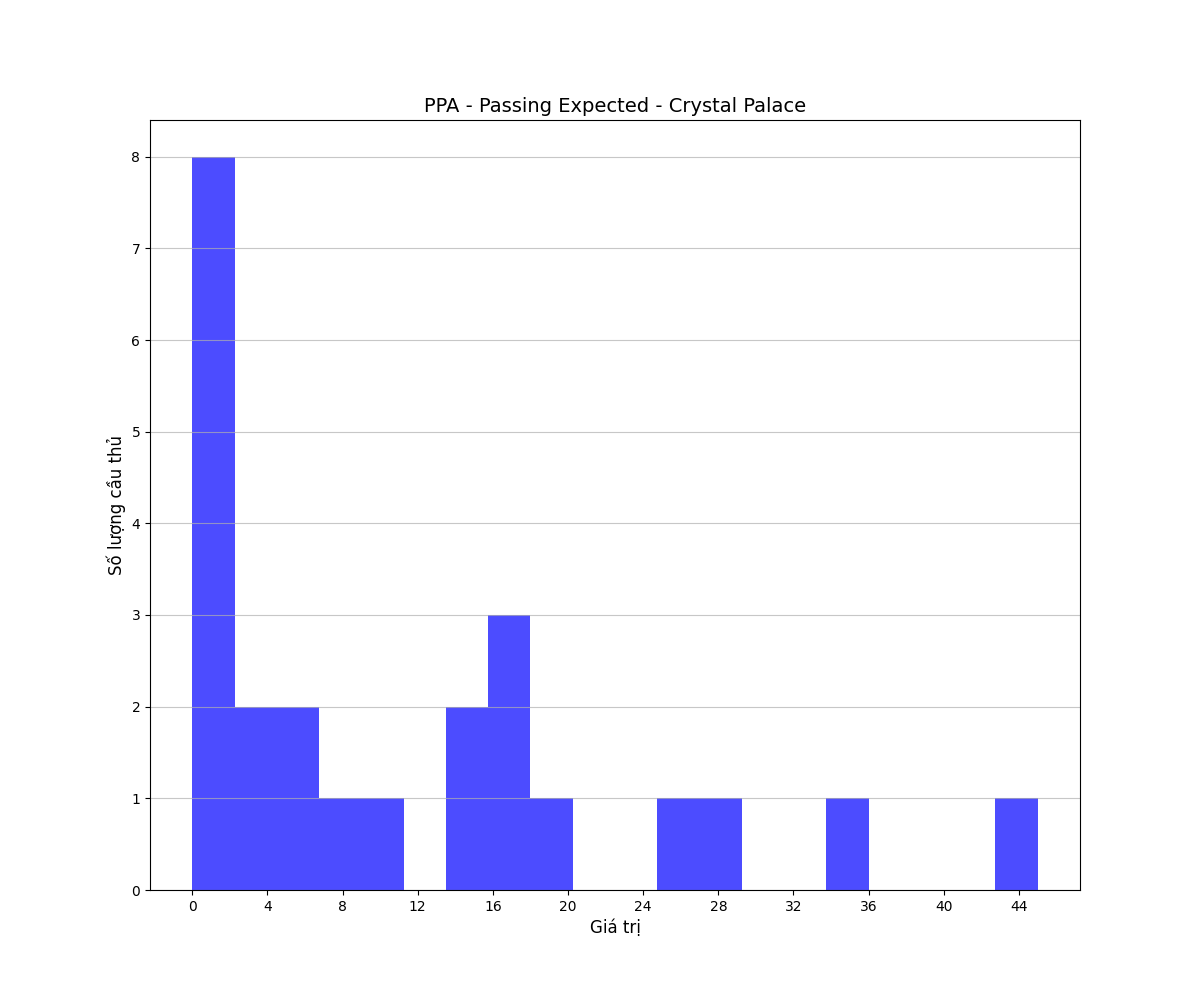 PPA - Passing Expected - Crystal Palace
Số lượng cầu thủ
8
7
6
5
4
3
2
1
0
0 4 8 12 16 20 24 28 32 36 40 44
Giá trị